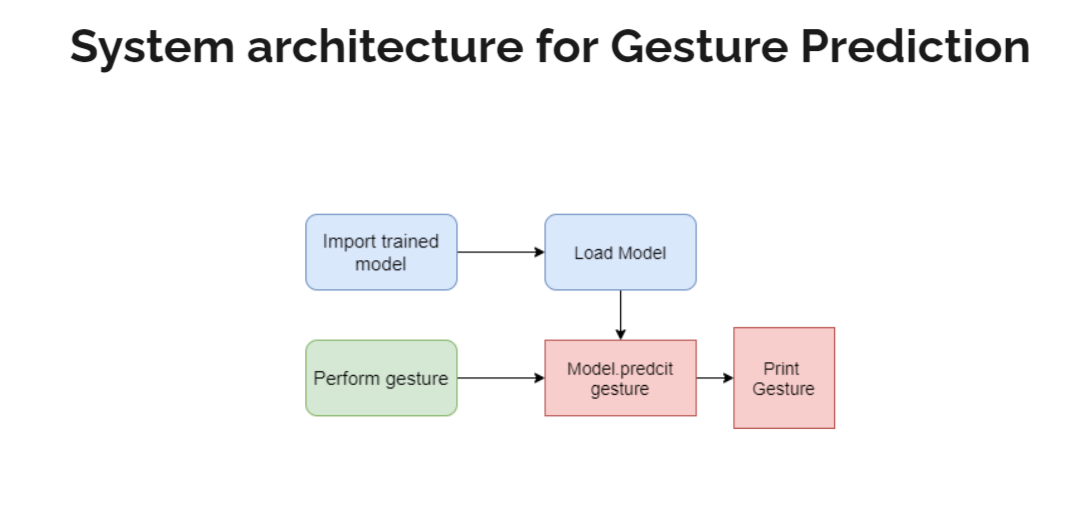 System architecture for Gesture Prediction
Import trained
model
Load Model
Perform gesture
Model.predcit
gesture
Print
Gesture